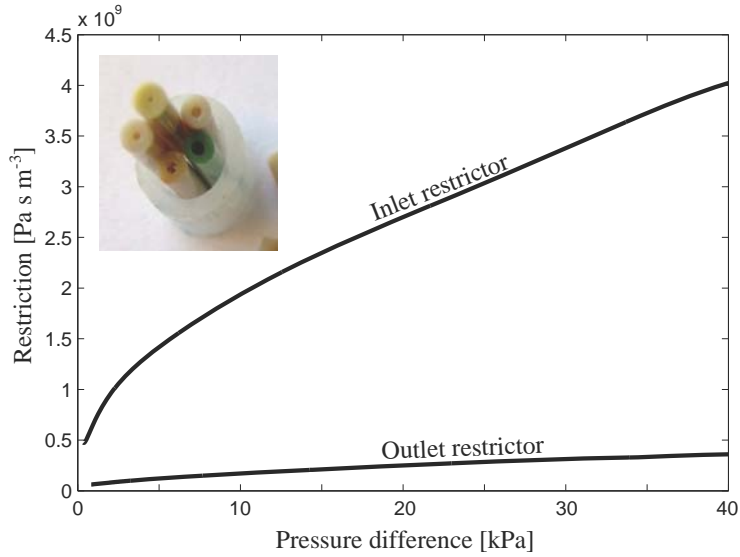 x 10^9
4.5
4
3.5
3
2.5
2
1.5
1
0.5
0
Restriction [Pa s m^-3]
Inlet restrictor
Outlet restrictor
0 10 20 30 40
Pressure difference [kPa]